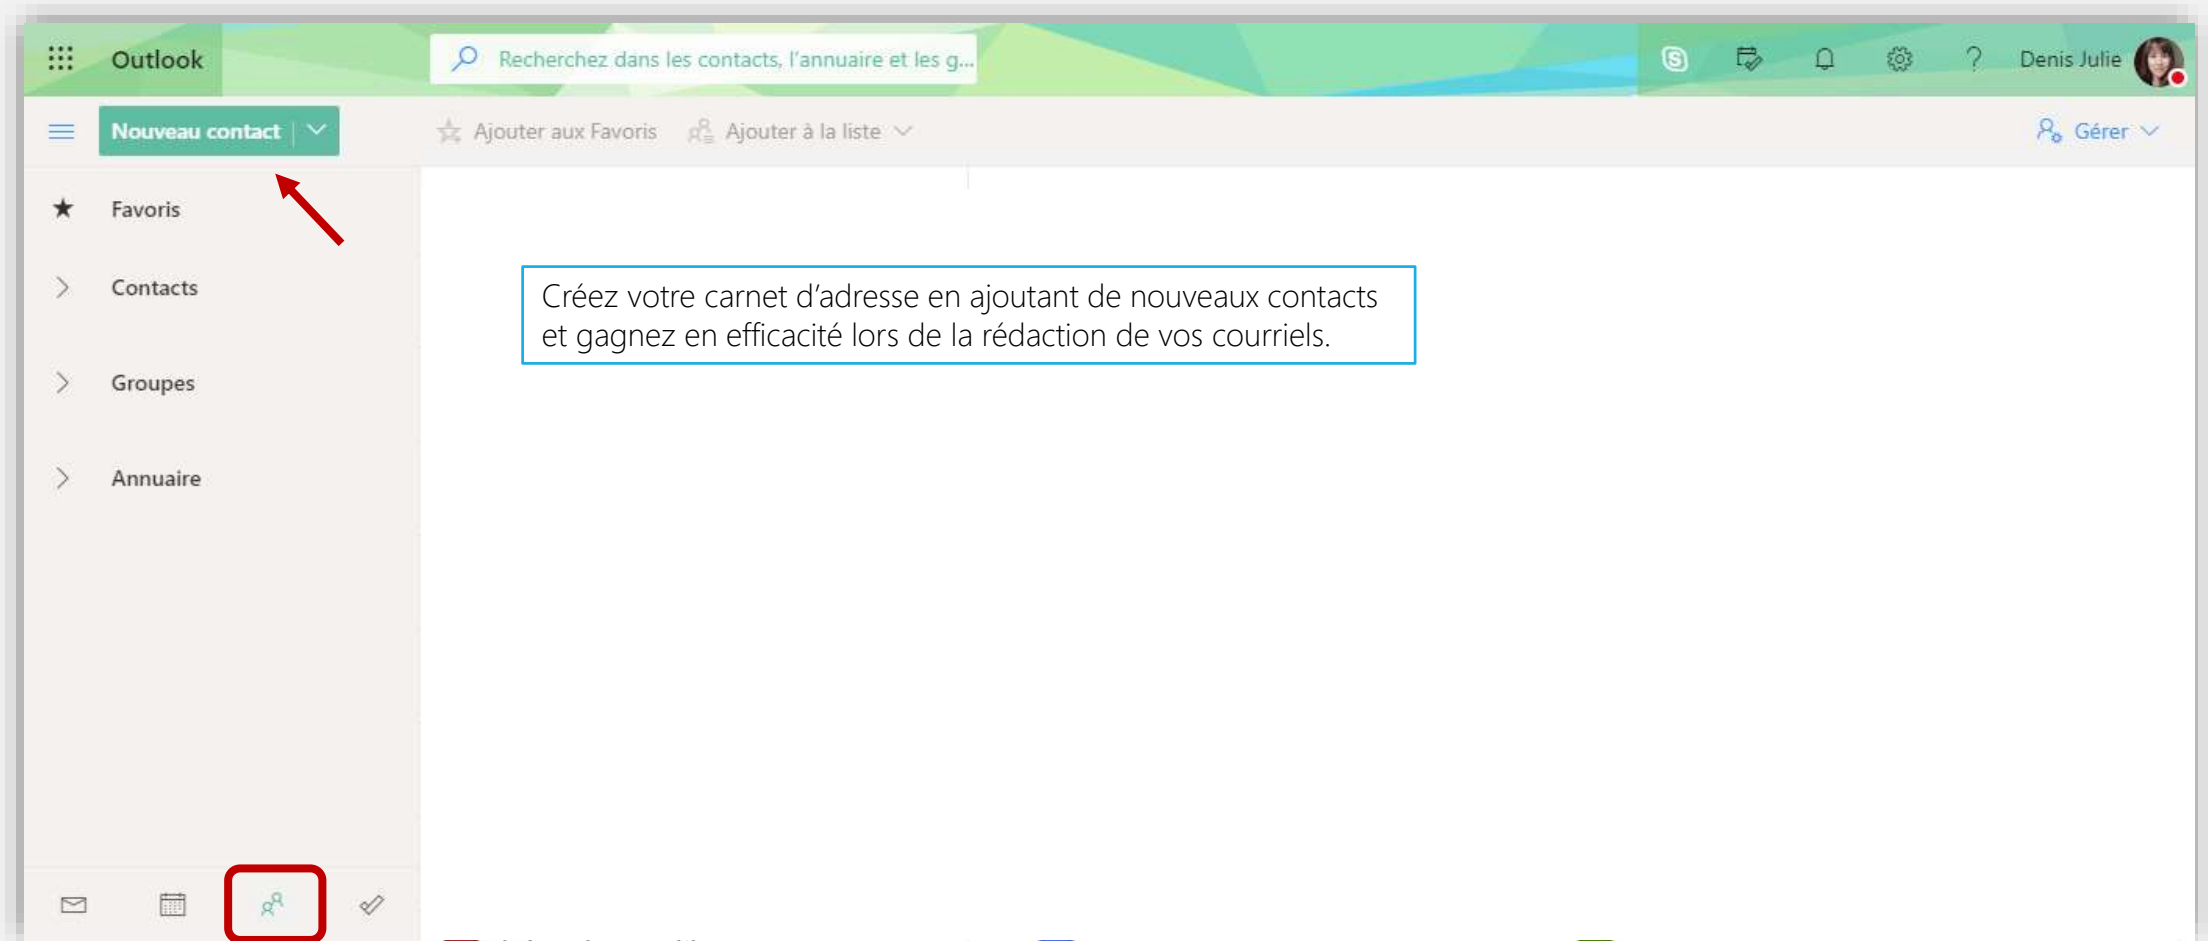 Outlook
Recherchez dans les contacts, l'annuaire et les g...
Denis Julie
Nouveau contact
Ajouter aux Favoris
Ajouter à la liste
Gérer
Favoris
Contacts
Créez votre carnet d'adresse en ajoutant de nouveaux contacts
et gagnez en efficacité lors de la rédaction de vos courriels.
Groupes
Annuaire